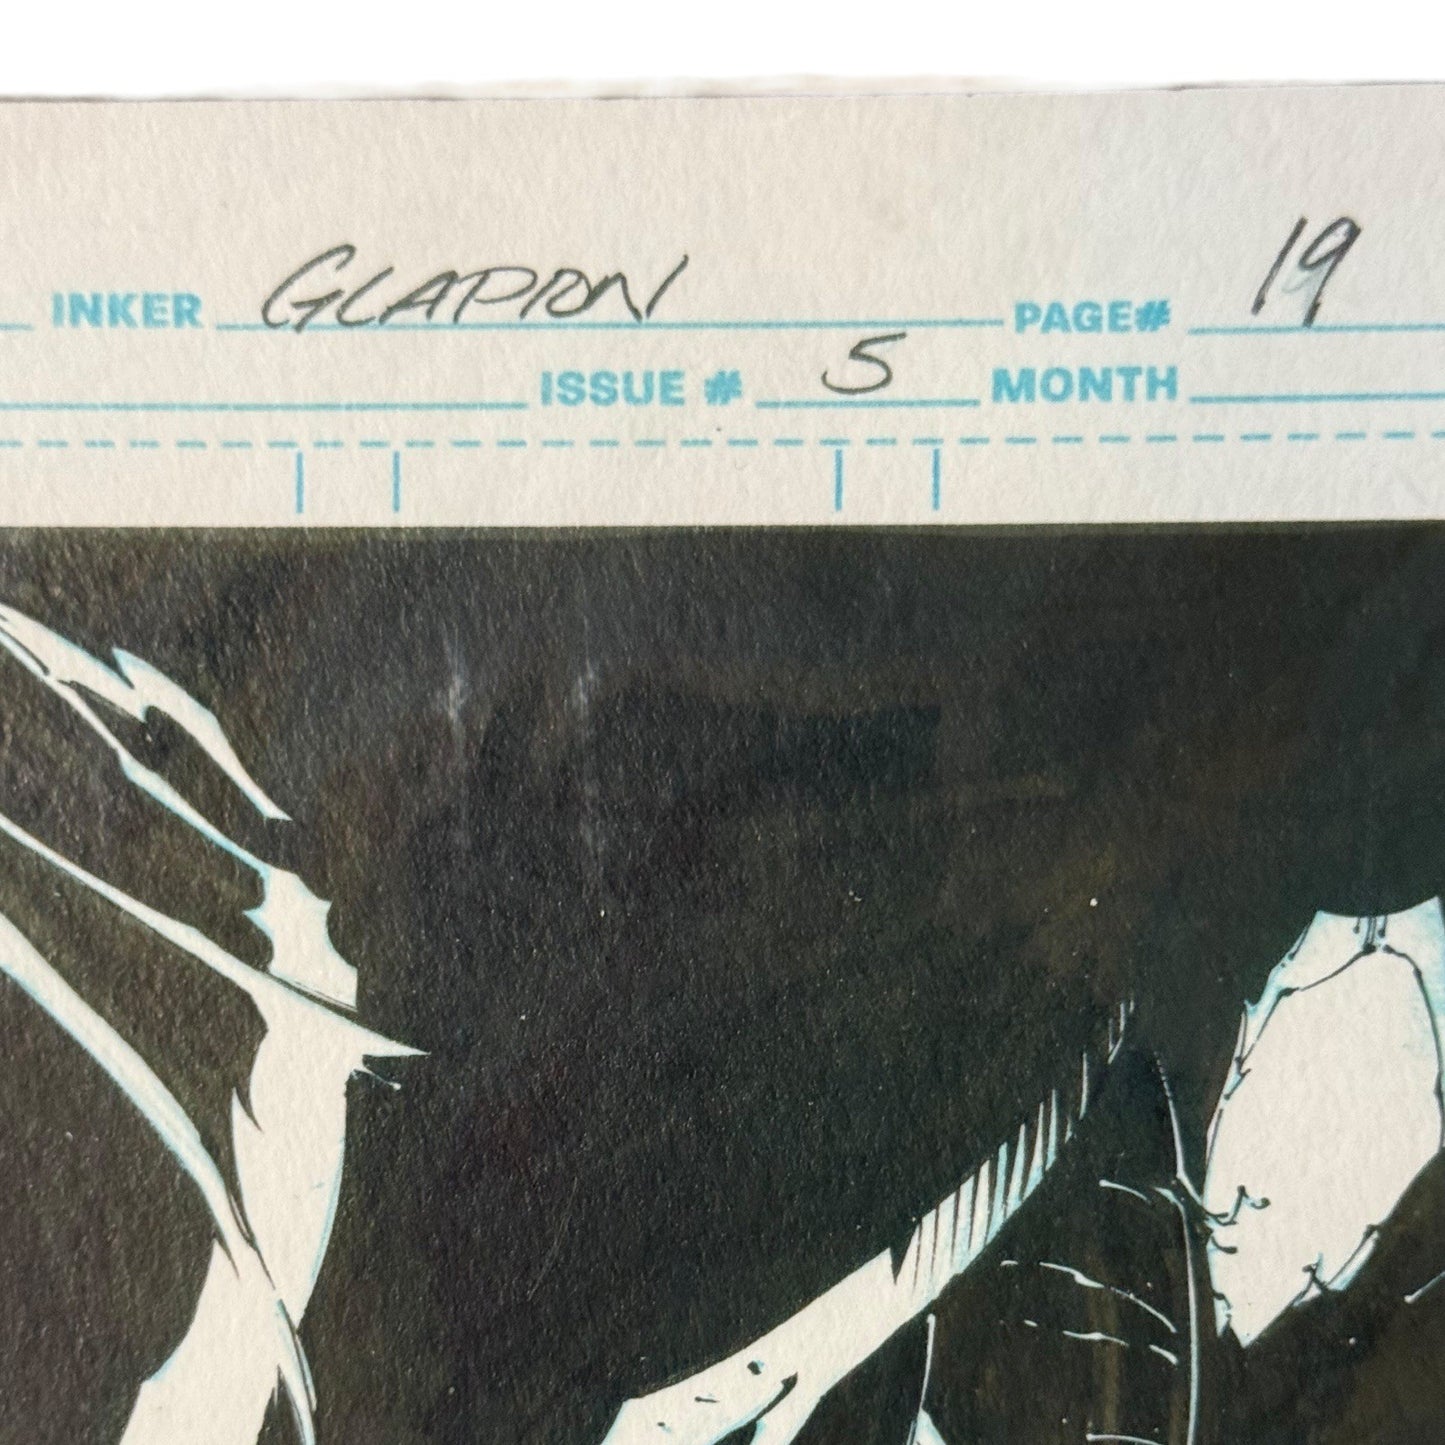 INKER GLAPION PAGE# 19
ISSUE # 5 MONTH